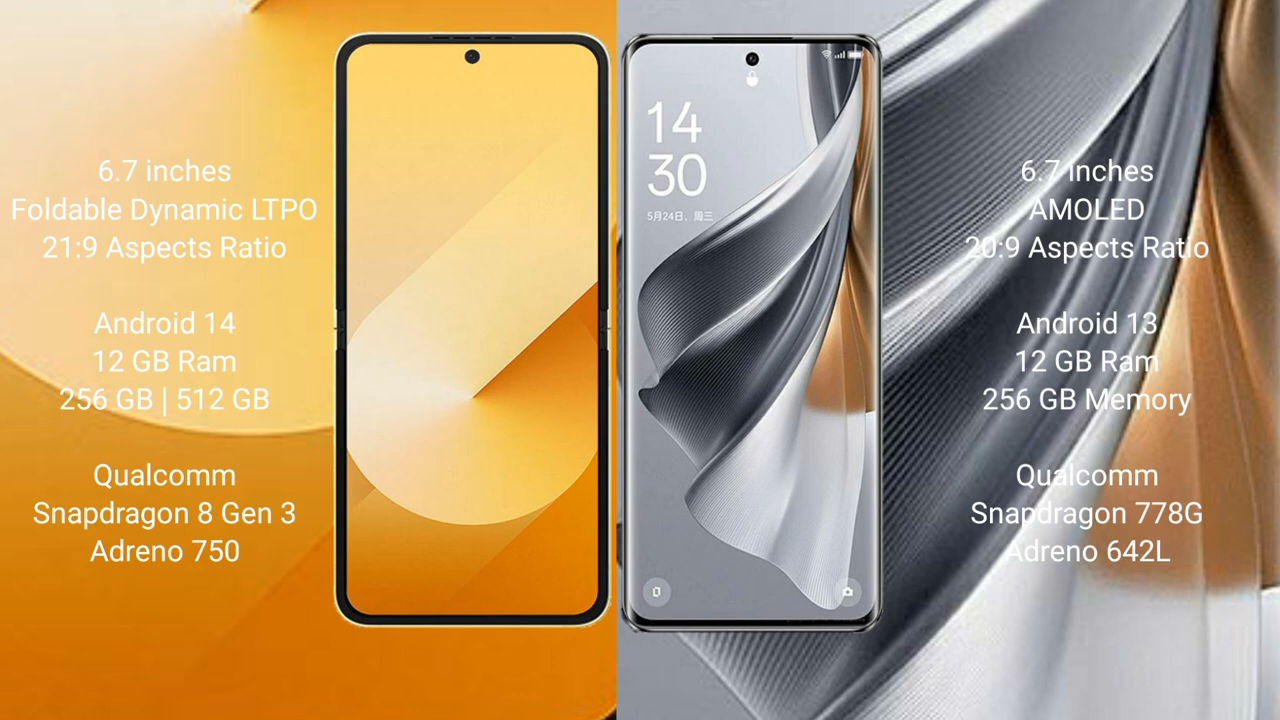 6.7 inches
Foldable Dynamic LTPO
21:9 Aspects Ratio
Android 14
12 GB Ram
256 GB | 512 GB
Qualcomm
Snapdragon 8 Gen 3
Adreno 750
14
30
5月24日，周三
6.7 inches
AMOLED
20:9 Aspects Ratio
Android 13
12 GB Ram
256 GB Memory
Qualcomm
Snapdragon 778G
Adreno 642L